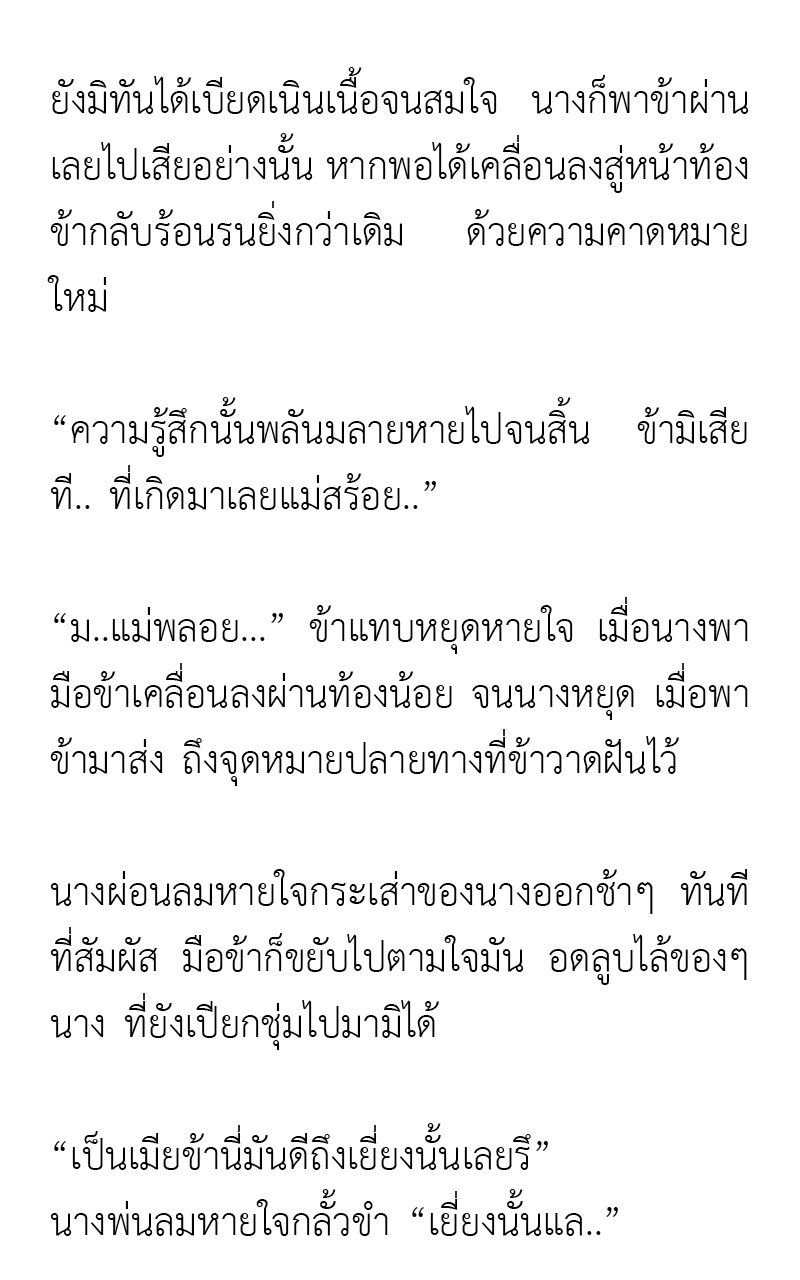 ยังมิทันได้เบียดเนินเนื้อจนสมใจ นางก็พาข้าผ่าน
เลยไปเสียอย่างนั้น หากพอได้เคลื่อนลงสู่หน้าท้อง
ข้ากลับร้อนรนยิ่งกว่าเดิม ด้วยความคาดหมาย
ใหม่
“ความรู้สึกนั้นพลันมลายหายไปจนสิ้น ข้ามิเสีย
ที.. ที่เกิดมาเลยแม่สร้อย..”
“ม..แม่พลอย...” ข้าแทบหยุดหายใจ เมื่อนางพา
มือข้าเคลื่อนลงผ่านท้องน้อย จนนางหยุด เมื่อพา
ข้ามาส่ง ถึงจุดหมายปลายทางที่ข้าวาดฝันไว้
นางผ่อนลมหายใจกระเส่าของนางออกช้าๆ ทันที
ที่สัมผัส มือข้าก็ขยับไปตามใจมัน อดลูบไล้ของๆ
นาง ที่ยังเปียกชุ่มไปมามิได้
“เป็นเมียข้านี่มันดีถึงเยี่ยงนั้นเลยรึ”
นางพ่นลมหายใจกลั้วขำ “เยี่ยงนั้นแล..”